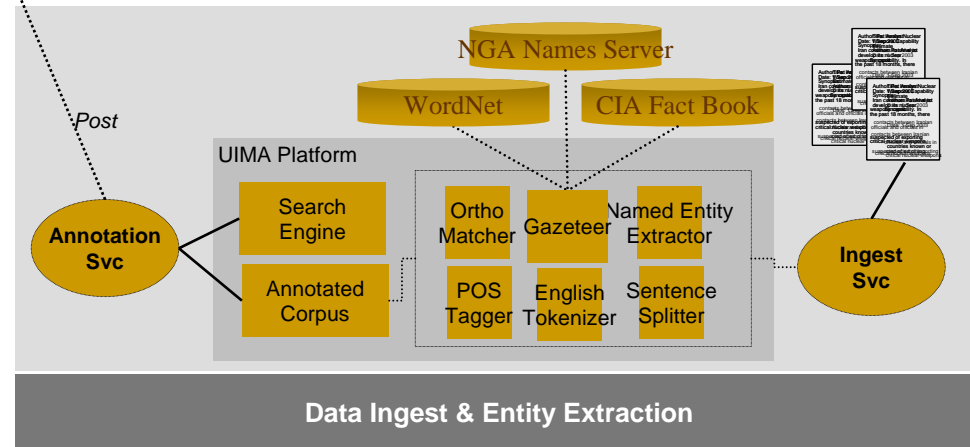 NGA Names Server
WordNet
CIA Fact Book
Post
UIMA Platform
Search
Engine
Ortho
Matcher
Gazeteer
Named Entity
Extractor
Annotation
Svc
Ingest
Svc
Annotated
Corpus
POS
Tagger
English
Tokenizer
Sentence
Splitter
Data Ingest & Entity Extraction